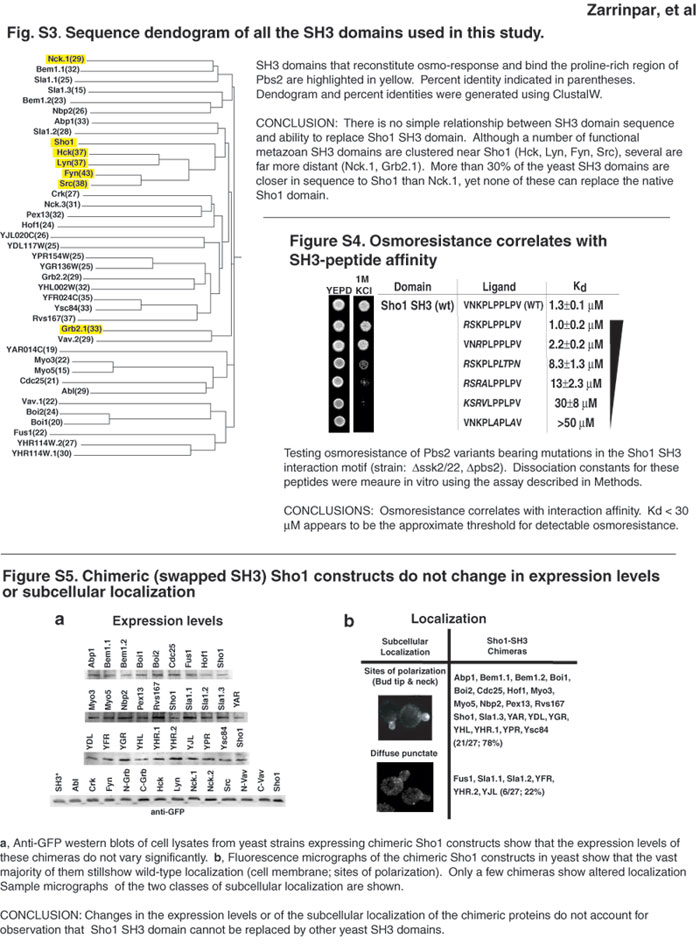 Zarrinpar, et al
Fig. S3. Sequence dendogram of all the SH3 domains used in this study.
Nck.1(29)
Bem1.1(32)
Sla1.1(25)
Sla1.3(15)
Bem1.2(23)
Nbp2(26)
Abp1(33)
Sla1.2(28)
Sho1
Hck(37)
Lyn(37)
Fyn(43)
Src(38)
Crk(27)
Nck.3(31)
Pex13(32)
Hof1(24)
YJL020C(26)
YDL117W(25)
YPR154W(25)
YGR136W(25)
Grb2.2(29)
YHL002W(32)
YFR024C(35)
Ysc84(33)
Rvs167(37)
Grb2.1(33)
Vav.2(29)
YAR014C(19)
Myo3(22)
Myo5(15)
Cdc25(21)
Abl(29)
Vav.1(22)
Boi2(24)
Boi1(20)
Fus1(22)
YHR114W.2(27)
YHR114W.1(30)
SH3 domains that reconstitute osmo-response and bind the proline-rich region of
Pbs2 are highlighted in yellow. Percent identity indicated in parentheses.
Dendogram and percent identities were generated using ClustalW.
CONCLUSION: There is no simple relationship between SH3 domain sequence
and ability to replace Sho1 SH3 domain. Although a number of functional
metazoan SH3 domains are clustered near Sho1 (Hck, Lyn, Fyn, Src), several are
far more distant (Nck.1, Grb2.1). More than 30% of the yeast SH3 domains are
closer in sequence to Sho1 than Nck.1, yet none of these can replace the native
Sho1 domain.
Figure S4. Osmoresistance correlates with
SH3-peptide affinity
YEPD 1M KCl Domain Ligand Kd
Sho1 SH3 (wt) VNKPLPPLPV (WT) 1.3±0.1 µM
RSKPLPPLPV 1.0±0.2 µM
VNRPLPPLPV 2.2±0.2 µM
RSKPLPLTPN 8.3±1.3 µM
RSRALPPLPV 13±2.3 µM
KSRVLPPLPV 30±8 µM
VNKPLAPLAV >50 µM
Testing osmoresistance of Pbs2 variants bearing mutations in the Sho1 SH3
interaction motif (strain: Δssk2/22, Δpbs2). Dissociation constants for these
peptides were meaure in vitro using the assay described in Methods.
CONCLUSIONS: Osmoresistance correlates with interaction affinity. Kd < 30
µM appears to be the approximate threshold for detectable osmoresistance.
Figure S5. Chimeric (swapped SH3) Sho1 constructs do not change in expression levels
or subcellular localization
a Expression levels
Abp1 Bem1.1 Bem1.2 Boi1 Boi2 Cdc25 Fus1 Hof1 Sho1
Myo3 Myo5 Nbp2 Pex13 Rvs167 Sho1 Sla1.1 Sla1.2 Sla1.3 YAR
YDL YFR YGR YHL YHR.1 YHR.2 YJL YPR Ysc84 Sho1
SH3* Abl Crk Fyn N-Grb C-Grb Hck Lyn Nck.1 Nck.2 Src N-Vav C-Vav Sho1
anti-GFP
b Localization
Subcellular
Localization
Sho1-SH3
Chimeras
Sites of polarization
(Bud tip & neck)
Abp1, Bem1.1, Bem1.2, Boi1,
Boi2, Cdc25, Hof1, Myo3,
Myo5, Nbp2, Pex13, Rvs167
Sho1, Sla1.3, YAR, YDL, YGR,
YHL, YHR.1, YPR, Ysc84
(21/27; 78%)
Diffuse punctate
Fus1, Sla1.1, Sla1.2, YFR,
YHR.2, YJL (6/27; 22%)
a, Anti-GFP western blots of cell lysates from yeast strains expressing chimeric Sho1 constructs show that the expression levels of
these chimeras do not vary significantly. b, Fluorescence micrographs of the chimeric Sho1 constructs in yeast show that the vast
majority of them stillshow wild-type localization (cell membrane; sites of polarization). Only a few chimeras show altered localization
Sample micrographs of the two classes of subcellular localization are shown.
CONCLUSION: Changes in the expression levels or of the subcellular localization of the chimeric proteins do not account for
observation that Sho1 SH3 domain cannot be replaced by other yeast SH3 domains.